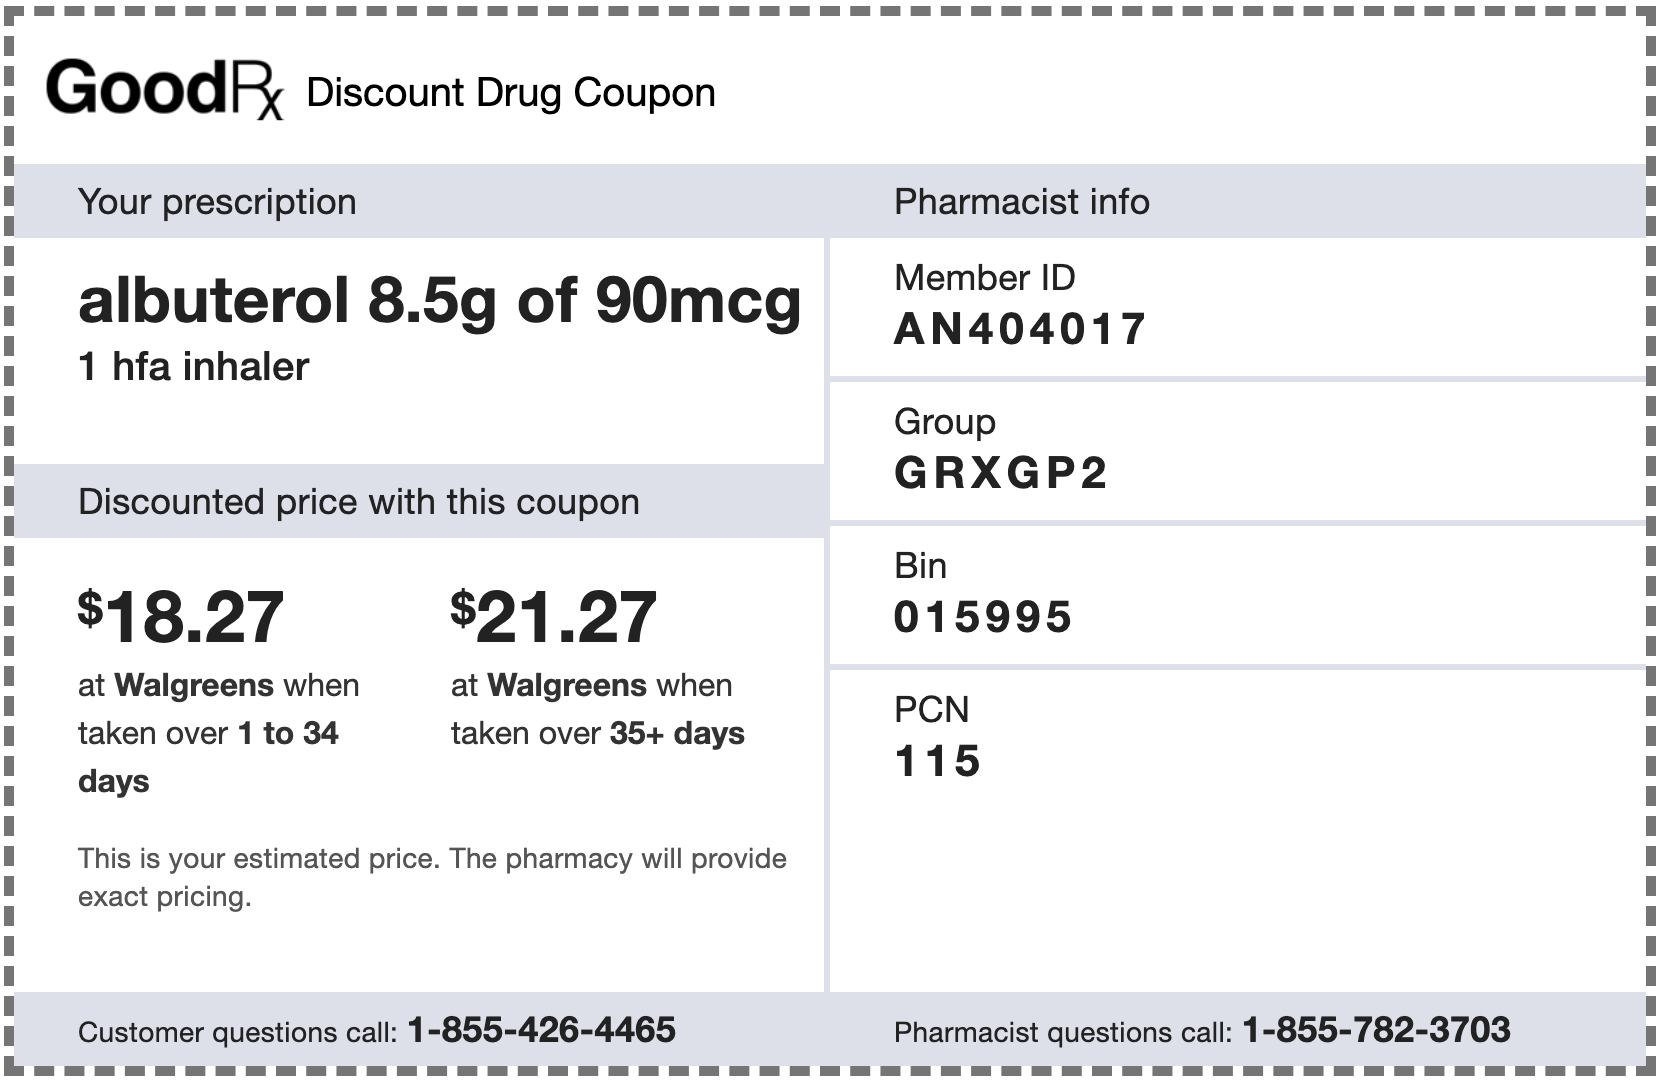 GoodRx Discount Drug Coupon
Your prescription
albuterol 8.5g of 90mcg
1 hfa inhaler
Discounted price with this coupon
$18.27
at Walgreens when
taken over 1 to 34
days
$21.27
at Walgreens when
taken over 35+ days
This is your estimated price. The pharmacy will provide
exact pricing.
Pharmacist info
Member ID
AN404017
Group
GRXGP2
Bin
015995
PCN
115
Customer questions call: 1-855-426-4465
Pharmacist questions call: 1-855-782-3703